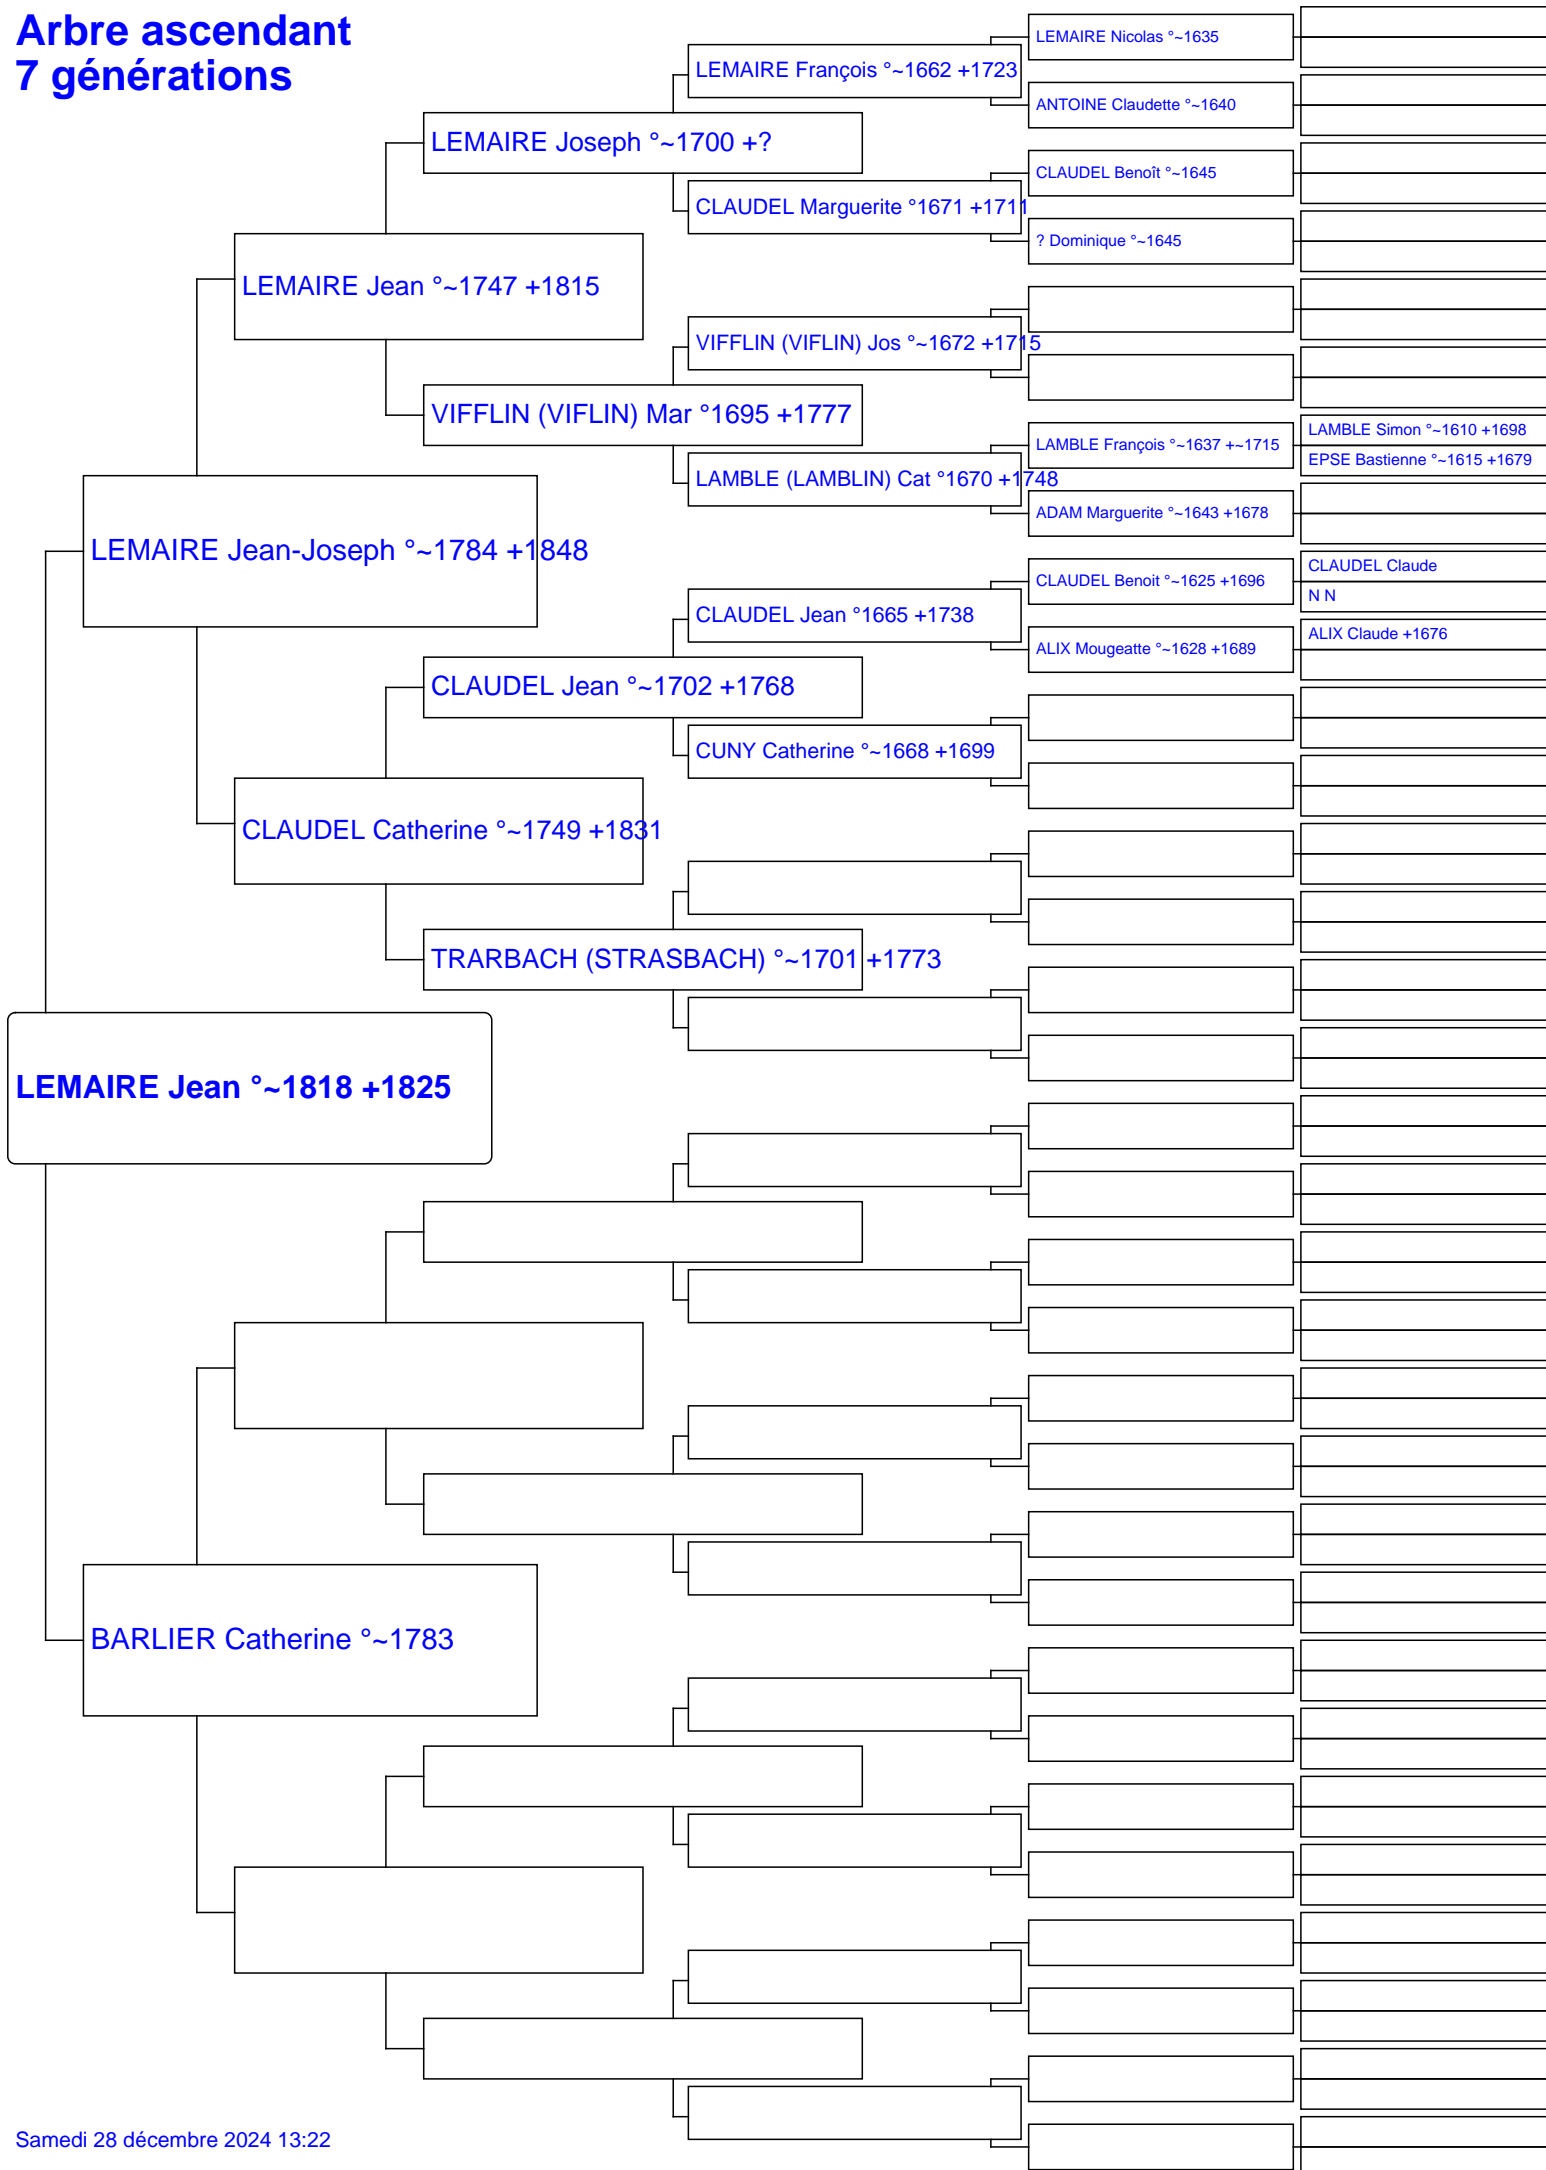 Arbre ascendant
7 générations
LEMAIRE Nicolas °~1635
LEMAIRE François °~1662 +1723
ANTOINE Claudette °~1640
LEMAIRE Joseph °~1700 +?
CLAUDEL Benoît °~1645
CLAUDEL Marguerite °1671 +1711
? Dominique °~1645
LEMAIRE Jean °~1747 +1815
VIFFLIN (VIFLIN) Jos °~1672 +1715
VIFFLIN (VIFLIN) Mar °1695 +1777
LAMBLE Simon °~1610 +1698
LAMBLE François °~1637 +~1715
EPSE Bastienne °~1615 +1679
LAMBLE (LAMBLIN) Cat °1670 +1748
ADAM Marguerite °~1643 +1678
LEMAIRE Jean-Joseph °~1784 +1848
CLAUDEL Claude
CLAUDEL Benoit °~1625 +1696
N N
CLAUDEL Jean °1665 +1738
ALIX Claude +1676
ALIX Mougeatte °~1628 +1689
CLAUDEL Jean °~1702 +1768
CUNY Catherine °~1668 +1699
CLAUDEL Catherine °~1749 +1831
TRARBACH (STRASBACH) °~1701 +1773
LEMAIRE Jean °~1818 +1825
BARLIER Catherine °~1783
Samedi 28 décembre 2024 13:22